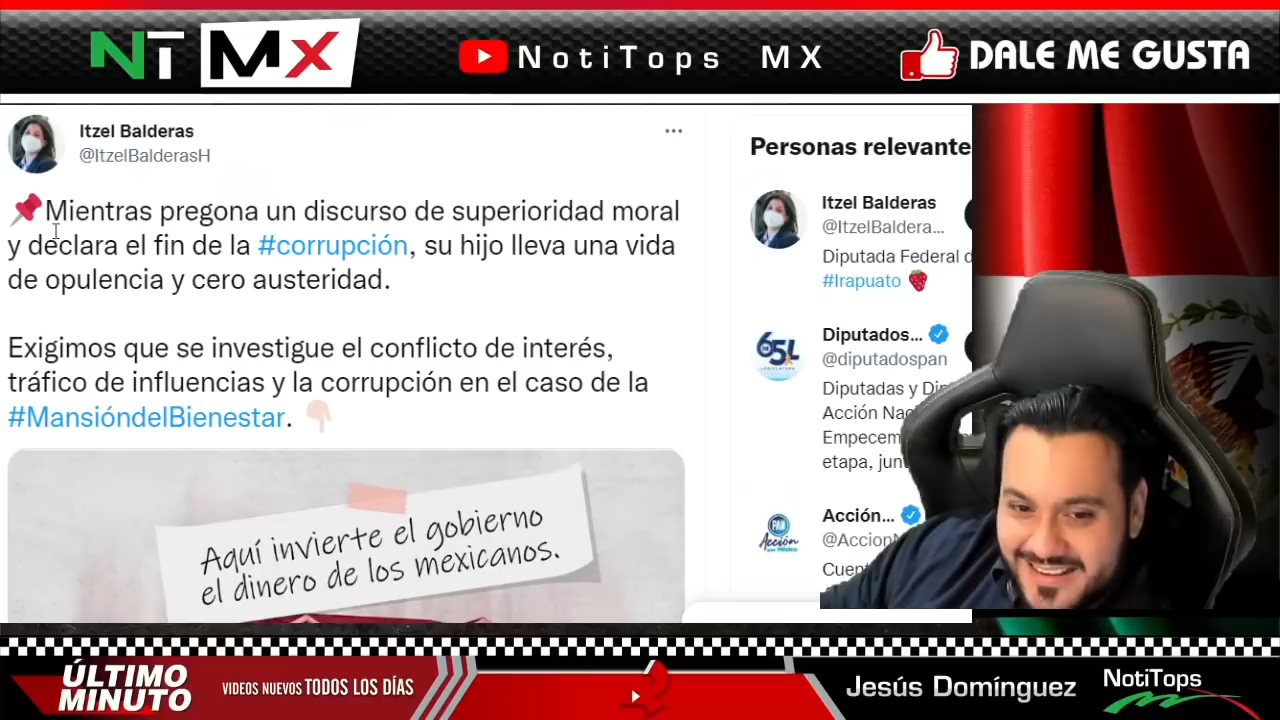 NT MX
NotiTops MX
DALE ME GUSTA
Itzel Balderas
@ItzelBalderasH
Mientras pregona un discurso de superioridad moral
y declara el fin de la #corrupción, su hijo lleva una vida
de opulencia y cero austeridad.
Exigimos que se investigue el conflicto de interés,
tráfico de influencias y la corrupción en el caso de la
#MansióndelBienestar.
Aquí invierte el gobierno
el dinero de los mexicanos.
Personas relevante
Itzel Balderas
@ItzelBaldera...
Diputada Federal d
#Irapuato
65L
Diputados...
@diputadospan
Diputadas y Dip
Acción Nac
Empecem
etapa, jun
PAN
Acción
Acción...
@AccionN
Cuent
ÚLTIMO
MINUTO
VIDEOS NUEVOS TODOS LOS DÍAS
Jesús Domínguez
NotiTops